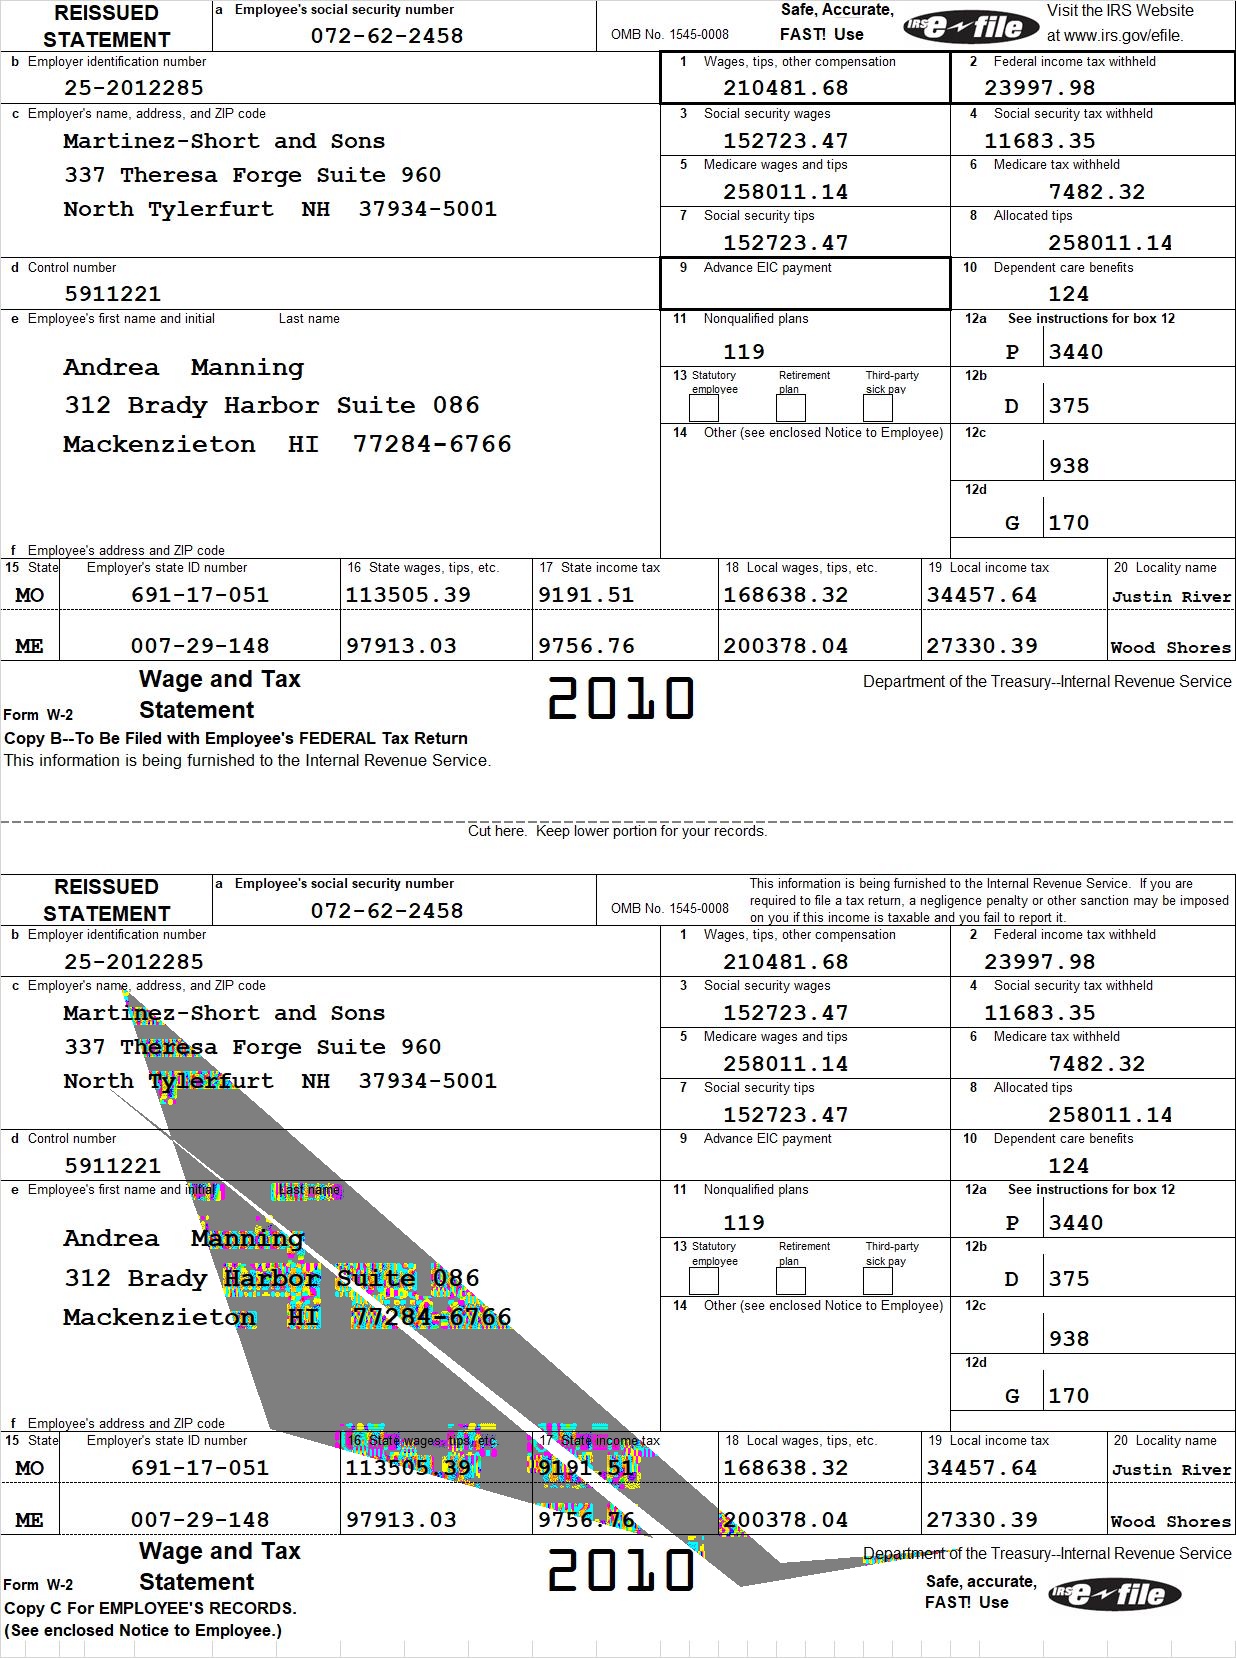 REISSUED STATEMENT
a Employee's social security number
072-62-2458
OMB No. 1545-0008
Safe, Accurate, FAST! Use
IRS e-file
Visit the IRS Website at www.irs.gov/efile.
b Employer identification number
25-2012285
1 Wages, tips, other compensation
210481.68
2 Federal income tax withheld
23997.98
c Employer's name, address, and ZIP code
Martinez-Short and Sons
337 Theresa Forge Suite 960
North Tylerfurt NH 37934-5001
3 Social security wages
152723.47
4 Social security tax withheld
11683.35
5 Medicare wages and tips
258011.14
6 Medicare tax withheld
7482.32
7 Social security tips
152723.47
8 Allocated tips
258011.14
d Control number
5911221
9 Advance EIC payment
10 Dependent care benefits
124
e Employee's first name and initial Last name
Andrea Manning
312 Brady Harbor Suite 086
Mackenzieton HI 77284-6766
11 Nonqualified plans
119
12a See instructions for box 12
P 3440
13 Statutory employee Retirement plan Third-party sick pay
12b
D 375
14 Other (see enclosed Notice to Employee)
12c
938
12d
G 170
f Employee's address and ZIP code
15 State Employer's state ID number 16 State wages, tips, etc. 17 State income tax 18 Local wages, tips, etc. 19 Local income tax 20 Locality name
MO 691-17-051 113505.39 9191.51 168638.32 34457.64 Justin River
ME 007-29-148 97913.03 9756.76 200378.04 27330.39 Wood Shores
Form W-2
Wage and Tax Statement
2010
Department of the Treasury--Internal Revenue Service
Copy B--To Be Filed with Employee's FEDERAL Tax Return
This information is being furnished to the Internal Revenue Service.
Cut here. Keep lower portion for your records.
REISSUED STATEMENT
a Employee's social security number
072-62-2458
OMB No. 1545-0008
This information is being furnished to the Internal Revenue Service. If you are
required to file a tax return, a negligence penalty or other sanction may be imposed
on you if this income is taxable and you fail to report it.
b Employer identification number
25-2012285
1 Wages, tips, other compensation
210481.68
2 Federal income tax withheld
23997.98
c Employer's name, address, and ZIP code
Martinez-Short and Sons
337 Theresa Forge Suite 960
North Tylerfurt NH 37934-5001
3 Social security wages
152723.47
4 Social security tax withheld
11683.35
5 Medicare wages and tips
258011.14
6 Medicare tax withheld
7482.32
7 Social security tips
152723.47
8 Allocated tips
258011.14
d Control number
5911221
9 Advance EIC payment
10 Dependent care benefits
124
e Employee's first name and initial Last name
Andrea Manning
312 Brady Harbor Suite 086
Mackenzieton HI 77284-6766
11 Nonqualified plans
119
12a See instructions for box 12
P 3440
13 Statutory employee Retirement plan Third-party sick pay
12b
D 375
14 Other (see enclosed Notice to Employee)
12c
938
12d
G 170
f Employee's address and ZIP code
15 State Employer's state ID number 16 State wages, tips, etc. 17 State income tax 18 Local wages, tips, etc. 19 Local income tax 20 Locality name
MO 691-17-051 113505.39 9191.51 168638.32 34457.64 Justin River
ME 007-29-148 97913.03 9756.76 200378.04 27330.39 Wood Shores
Form W-2
Wage and Tax Statement
2010
Department of the Treasury--Internal Revenue Service
Safe, accurate, FAST! Use
IRS e-file
Copy C For EMPLOYEE'S RECORDS.
(See enclosed Notice to Employee.)